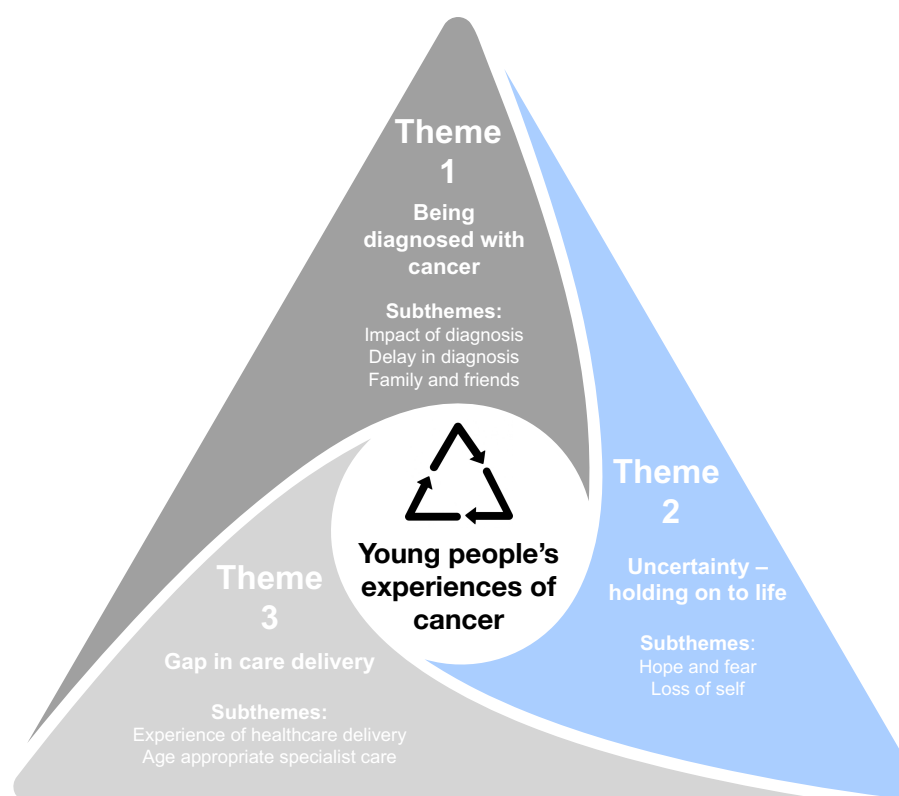 Theme
1
Being
diagnosed with
cancer
Subthemes:
Impact of diagnosis
Delay in diagnosis
Family and friends
Theme
2
Uncertainty –
holding on to life
Subthemes:
Hope and fear
Loss of self
Theme
3
Gap in care delivery
Subthemes:
Experience of healthcare delivery
Age appropriate specialist care
Young people’s
experiences of
cancer